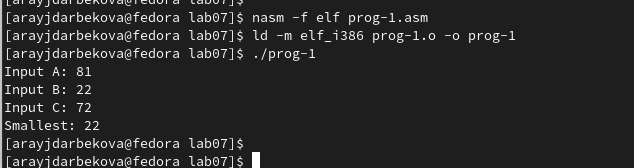 [arayjdarbekova@fedora lab07]$
[arayjdarbekova@fedora lab07]$ nasm -f elf prog-1.asm
[arayjdarbekova@fedora lab07]$ ld -m elf_i386 prog-1.o -o prog-1
[arayjdarbekova@fedora lab07]$ ./prog-1
Input A: 81
Input B: 22
Input C: 72
Smallest: 22
[arayjdarbekova@fedora lab07]$
[arayjdarbekova@fedora lab07]$